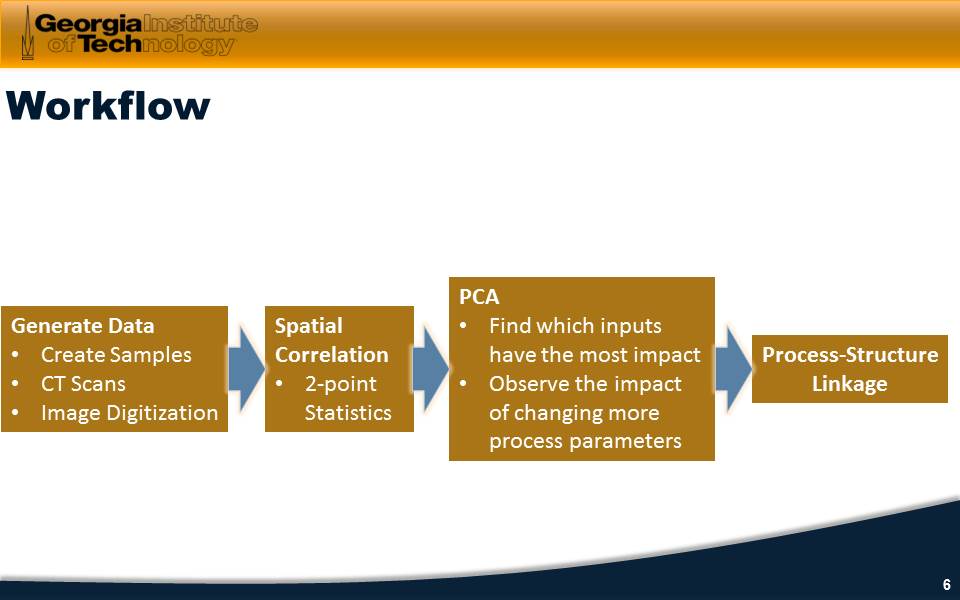 Georgia Institute
of Technology
Workflow
Generate Data
• Create Samples
• CT Scans
• Image Digitization
Spatial
Correlation
• 2-point
Statistics
PCA
• Find which inputs
have the most impact
• Observe the impact
of changing more
process parameters
Process-Structure
Linkage
6